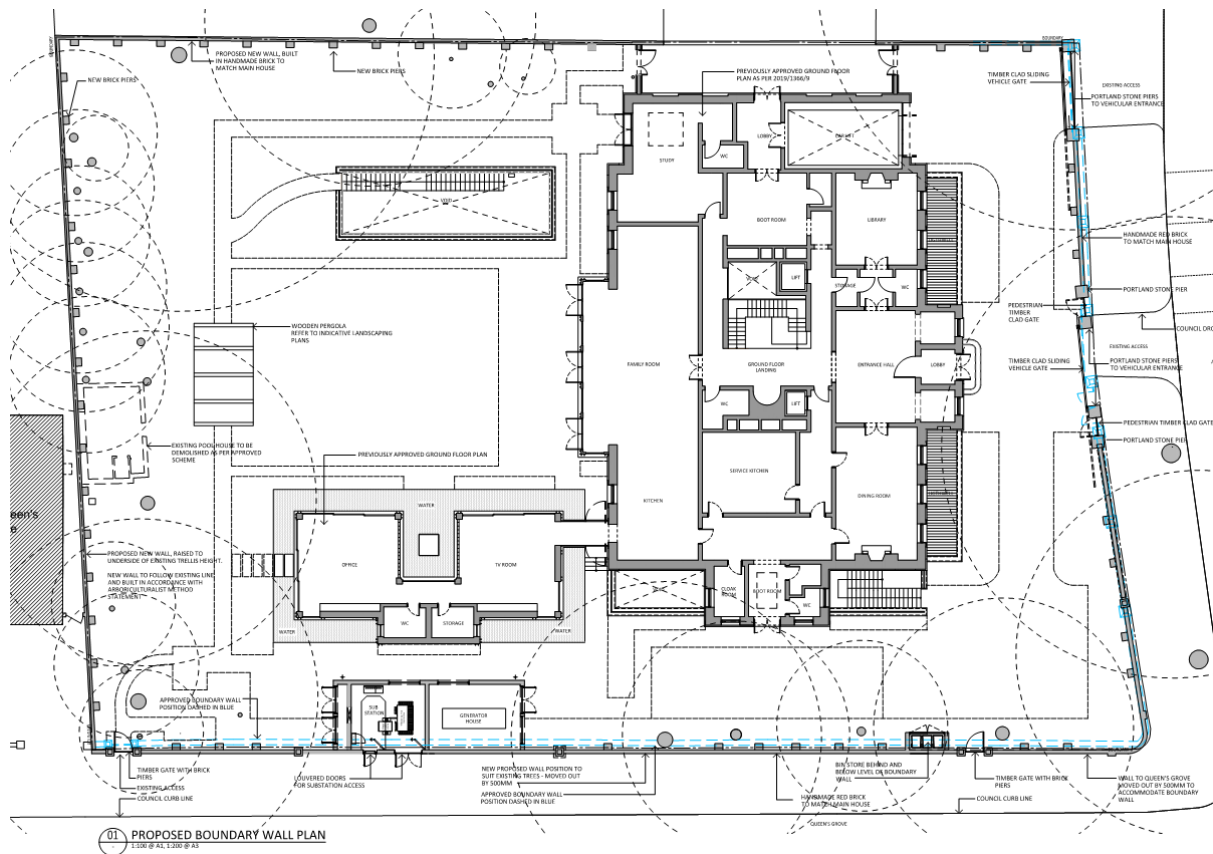 BOUNDARY
BOUNDARY
PROPOSED NEW WALL, BUILT
IN HANDMADE BRICK TO
MATCH MAIN HOUSE
NEW BRICK PIERS
NEW BRICK PIERS
PREVIOUSLY APPROVED GROUND FLOOR
PLAN AS PER 2019/1366/9
TIMBER CLAD SLIDING
VEHICLE GATE
EXISTING ACCESS
PORTLAND STONE PIERS
TO VEHICULAR ENTRANCE
LOBBY
STUDY
WC
VOID
BOOT ROOM
LIBRARY
HANDMADE RED BRICK
TO MATCH MAIN HOUSE
LIFT
STORAGE
WC
PORTLAND STONE PIER
PEDESTRIAN
TIMBER
CLAD GATE
WOODEN PERGOLA
REFER TO INDICATIVE LANDSCAPING
PLANS
COUNCIL DRO
EXISTING ACCESS
TIMBER CLAD SLIDING
VEHICLE GATE
PORTLAND STONE PIERS
TO VEHICULAR ENTRANCE
FAMILY ROOM
GROUND FLOOR
LANDING
ENTRANCE HALL
LOBBY
WC
LIFT
PEDESTRIAN TIMBER CLAD GATE
PORTLAND STONE PIER
EXISTING POOL HOUSE TO BE
DEMOLISHED AS PER APPROVED
SCHEME
PREVIOUSLY APPROVED GROUND FLOOR PLAN
SERVICE KITCHEN
DINING ROOM
KITCHEN
WATER
een's
e
OFFICE
TV ROOM
PROPOSED NEW WALL, RAISED TO
UNDERSIDE OF EXISTING TRELLIS HEIGHT.
NEW WALL TO FOLLOW EXISTING LINE
AND BUILT IN ACCORDANCE WITH
ARBORICULTURALIST METHOD
STATEMENT
CLOAK
ROOM
BOOT ROOM
WC
WC
STORAGE
WATER
WATER
APPROVED BOUNDARY WALL
POSITION DASHED IN BLUE
SUB
STATION
GENERATOR
HOUSE
TIMBER GATE WITH BRICK
PIERS
EXISTING ACCESS
COUNCIL CURB LINE
LOUVERED DOORS
FOR SUBSTATION ACCESS
NEW PROPOSED WALL POSITION TO
SUIT EXISTING TREES - MOVED OUT
BY 500MM
APPROVED BOUNDARY WALL
POSITION DASHED IN BLUE
BIN STORE BEHIND AND
BELOW LEVEL OF BOUNDARY
WALL
HANDMADE RED BRICK
TO MATCH MAIN HOUSE
TIMBER GATE WITH BRICK
PIERS
COUNCIL CURB LINE
WALL TO QUEEN'S GROVE
MOVED OUT BY 500MM TO
ACCOMMODATE BOUNDARY
WALL
QUEEN'S GROVE
01 PROPOSED BOUNDARY WALL PLAN
1:100 @ A1, 1:200 @ A3